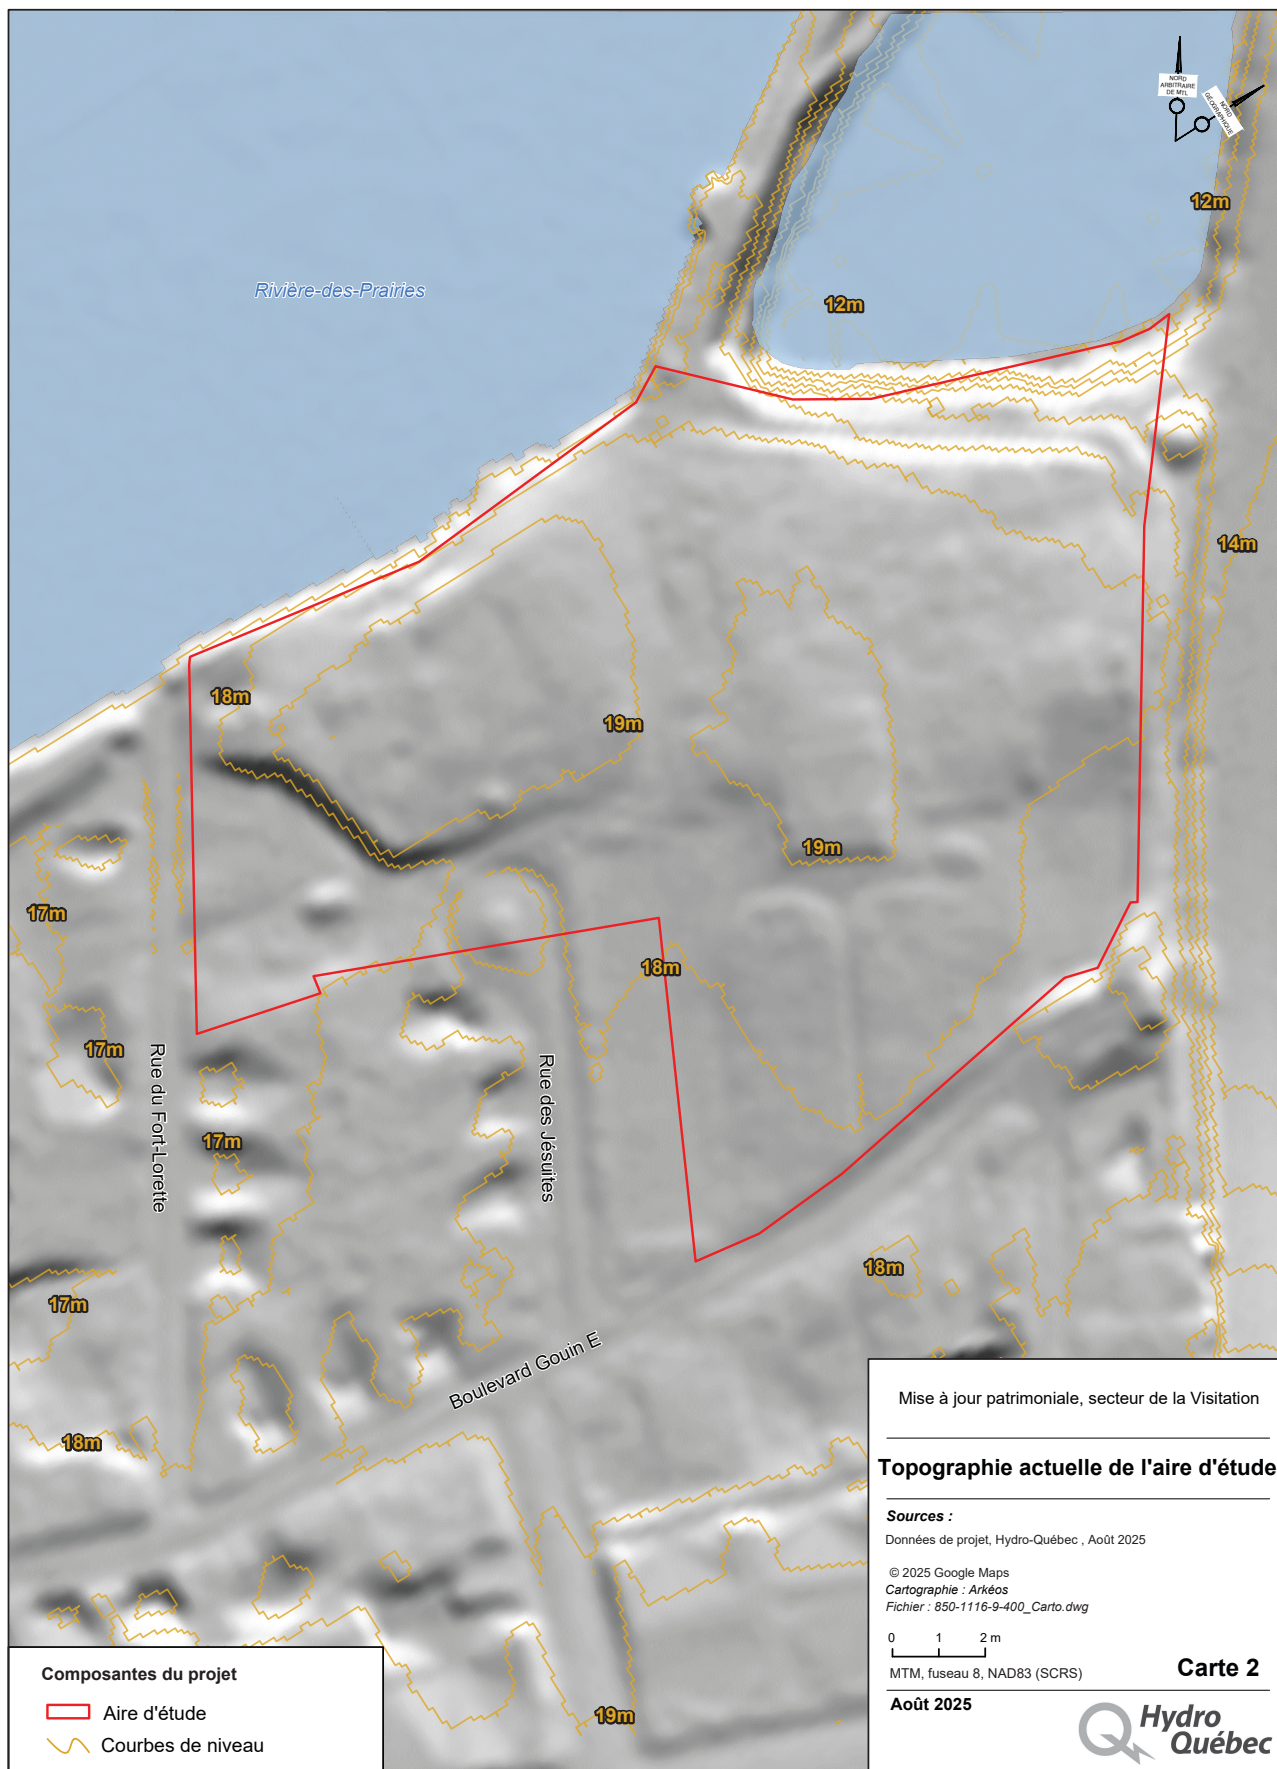 NORD
ARBITRAIRE
DE MTL
NORD
GÉOGRAPHIQUE
12m
Rivière-des-Prairies
12m
14m
18m
19m
19m
17m
18m
17m
Rue du Fort-Lorette
Rue des Jésuites
17m
18m
17m
Boulevard Gouin E
18m
19m
Mise à jour patrimoniale, secteur de la Visitation
Topographie actuelle de l'aire d'étude
Sources :
Données de projet, Hydro-Québec , Août 2025
© 2025 Google Maps
Cartographie : Arkéos
Fichier : 850-1116-9-400_Carto.dwg
0 1 2 m
MTM, fuseau 8, NAD83 (SCRS)
Carte 2
Août 2025
Hydro
Québec
Composantes du projet
Aire d'étude
Courbes de niveau